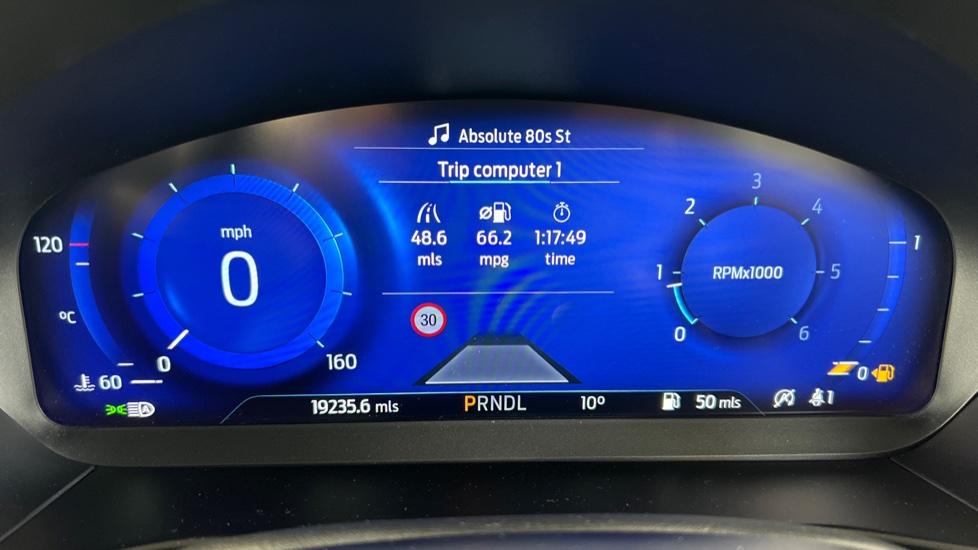 Absolute 80s St
Trip computer 1
48.6 66.2 1:17:49
mls mpg time
30
mph
0
0 160
120
°C
60
A
RPMx1000
0 1 2 3 4 5 6
1
0
19235.6 mls PRNDL 10° 50 mls
1